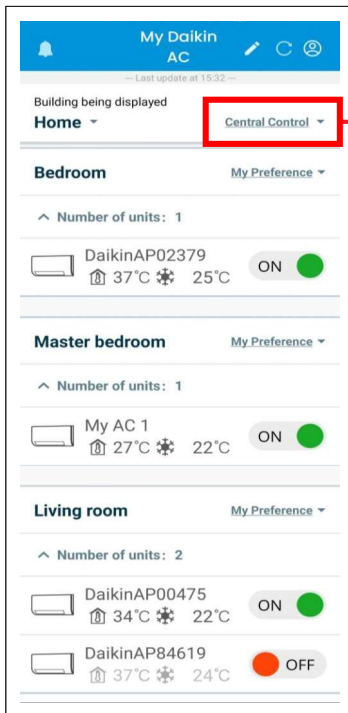 My Daikin
AC
— Last update at 15:32 —
Building being displayed
Home
Central Control
Bedroom
My Preference
Number of units: 1
DaikinAP02379
37°C 25°C
ON
Master bedroom
My Preference
Number of units: 1
My AC 1
27°C 22°C
ON
Living room
My Preference
Number of units: 2
DaikinAP00475
34°C 22°C
ON
DaikinAP84619
37°C 24°C
OFF